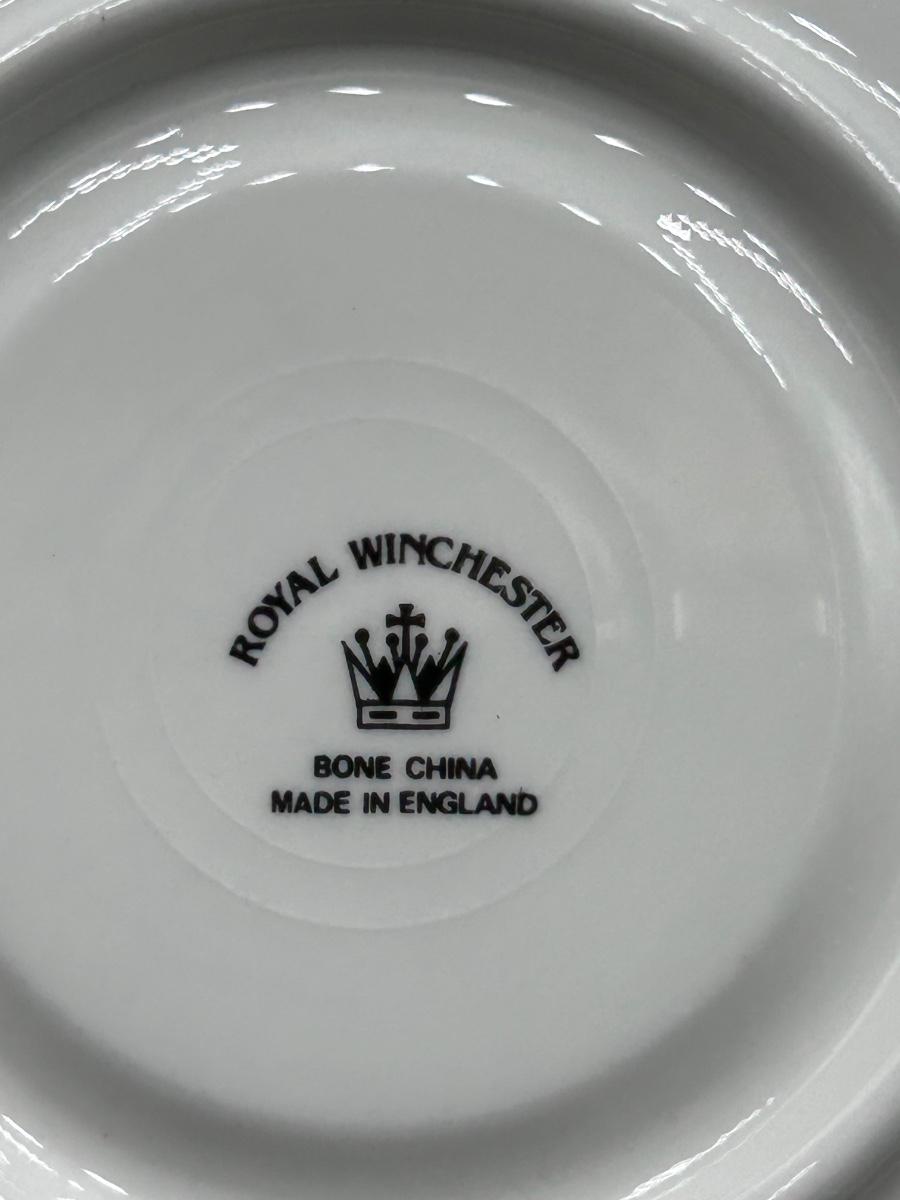 ROYAL WINCHESTER
BONE CHINA
MADE IN ENGLAND